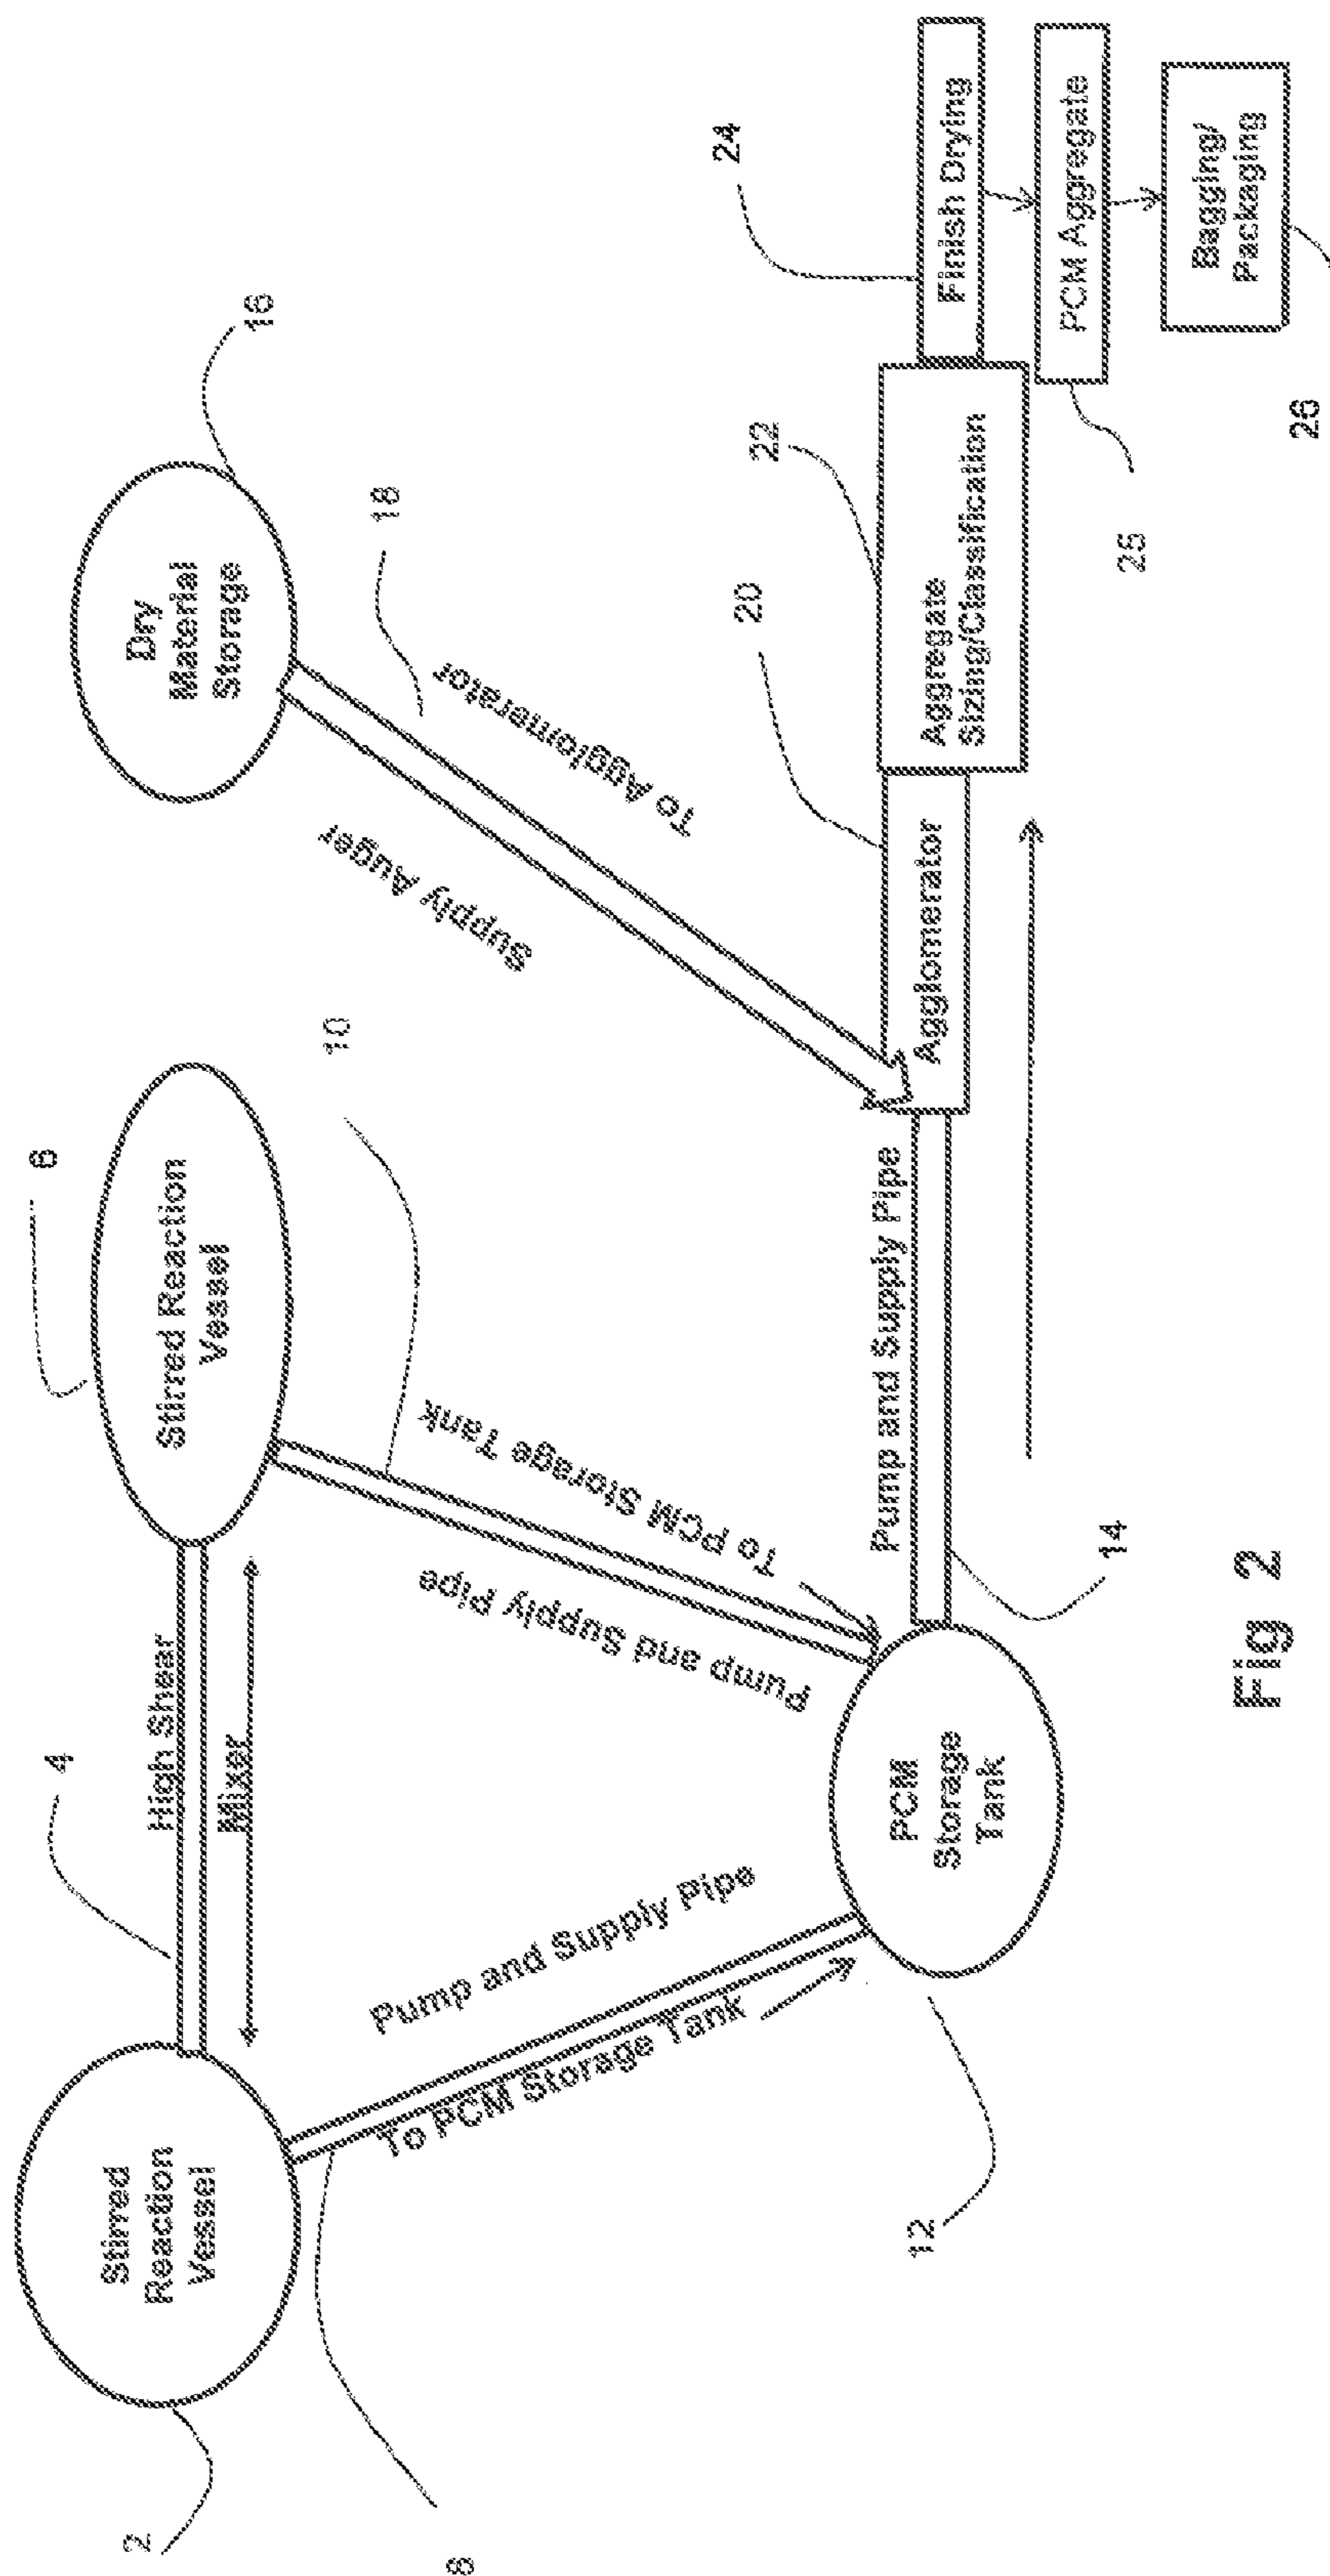 2
Stirred
Reaction
Vessel
4
High Shear
Mixer
6
Stirred Reaction
Vessel
8
Pump and Supply Pipe
To PCM Storage Tank
10
To PCM Storage Tank
Pump and Supply Pipe
12
PCM
Storage
Tank
14
Pump and Supply Pipe
16
Dry
Material
Storage
18
Supply Auger
To Agglomerator
20
Agglomerator
22
Aggregate
Sizing/Classification
24
Finish Drying
25
PCM Aggregate
Bagging/
Packaging
26
Fig 2